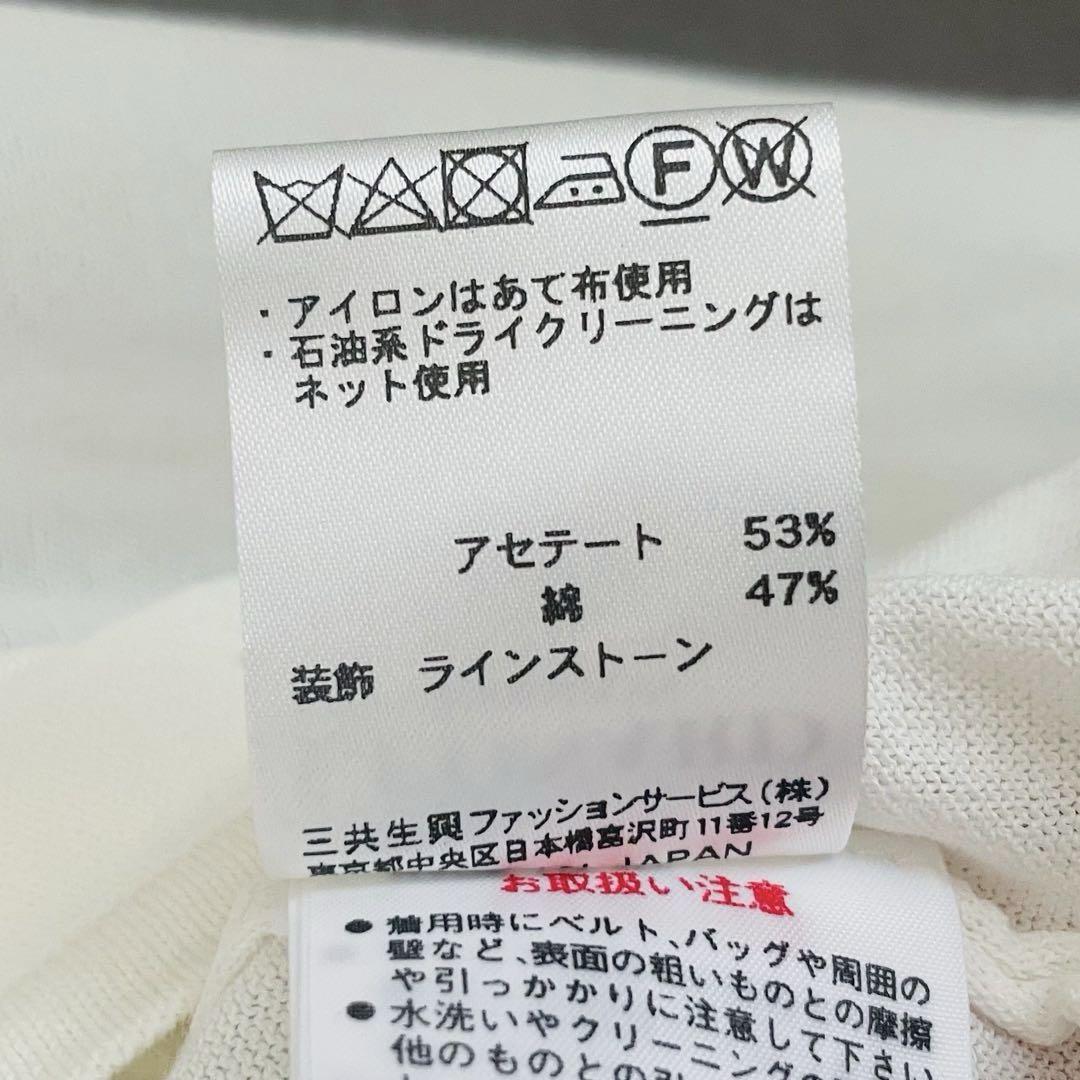 F W
・アイロンはあて布使用
・石油系ドライクリーニングは
ネット使用
アセテート 53%
綿 47%
装飾 ラインストーン
三共生興ファッションサービス(株)
東京都中央区日本橋富沢町11番12号
JAPAN
お取扱い注意
●着用時にベルト、バッグや周囲の
壁など、表面の粗いものとの摩擦
や引っかかりに注意して下さい
●水洗いやクリーニング
他のものとの